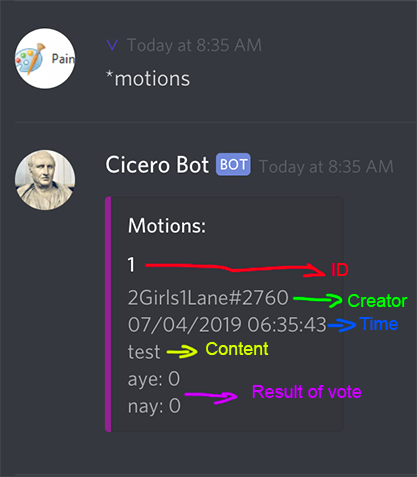 V Today at 8:35 AM
Pain
*motions
Cicero Bot BOT Today at 8:35 AM
Motions:
1 ID
2Girls1Lane#2760 Creator
07/04/2019 06:35:43 Time
test Content
aye: 0
nay: 0 Result of vote